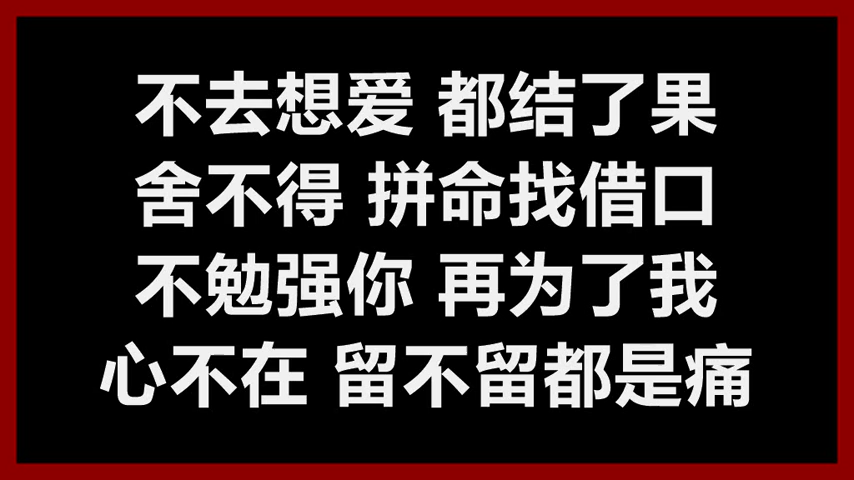 不去想爱 都结了果
舍不得 拼命找借口
不勉强你 再为了我
心不在 留不留都是痛